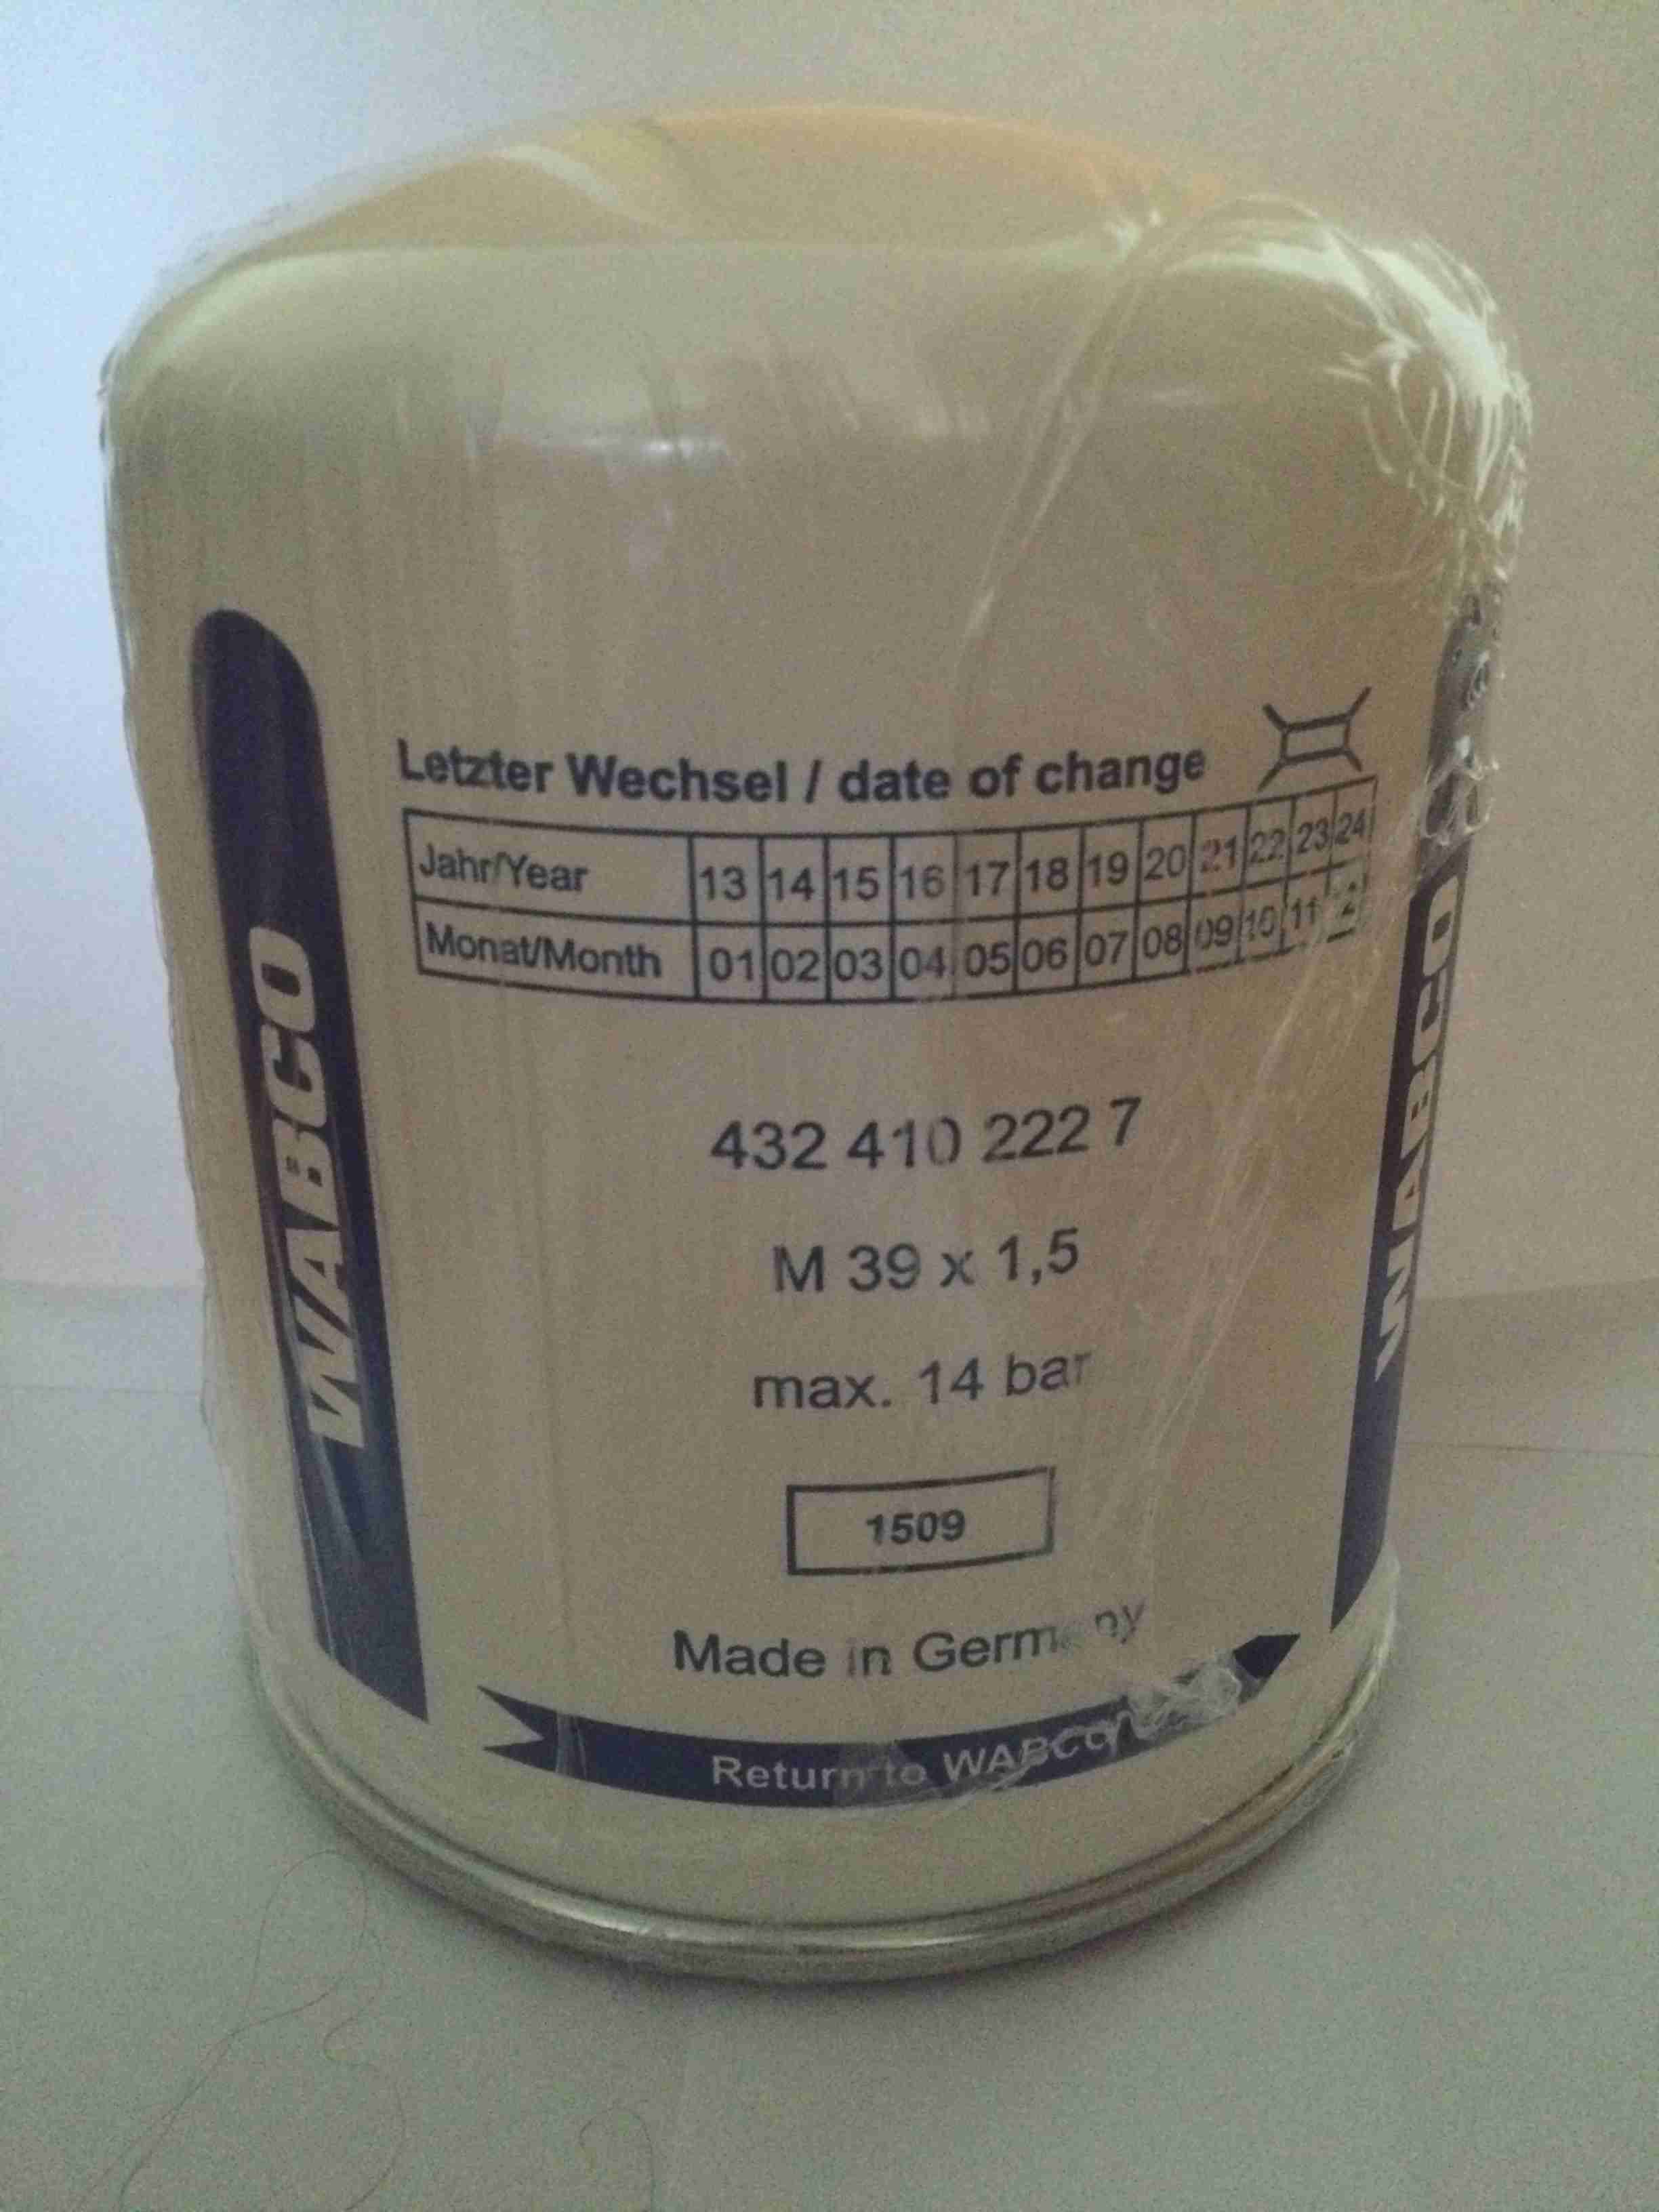 Letzter Wechsel / date of change
Jahr/Year 13 14 15 16 17 18 19 20 21 22 23 24
Monat/Month 01 02 03 04 05 06 07 08 09 10 11 12
WABCO
WABCO
432 410 222 7
M 39 x 1,5
max. 14 bar
1509
Made in Germany
Return to WABCO